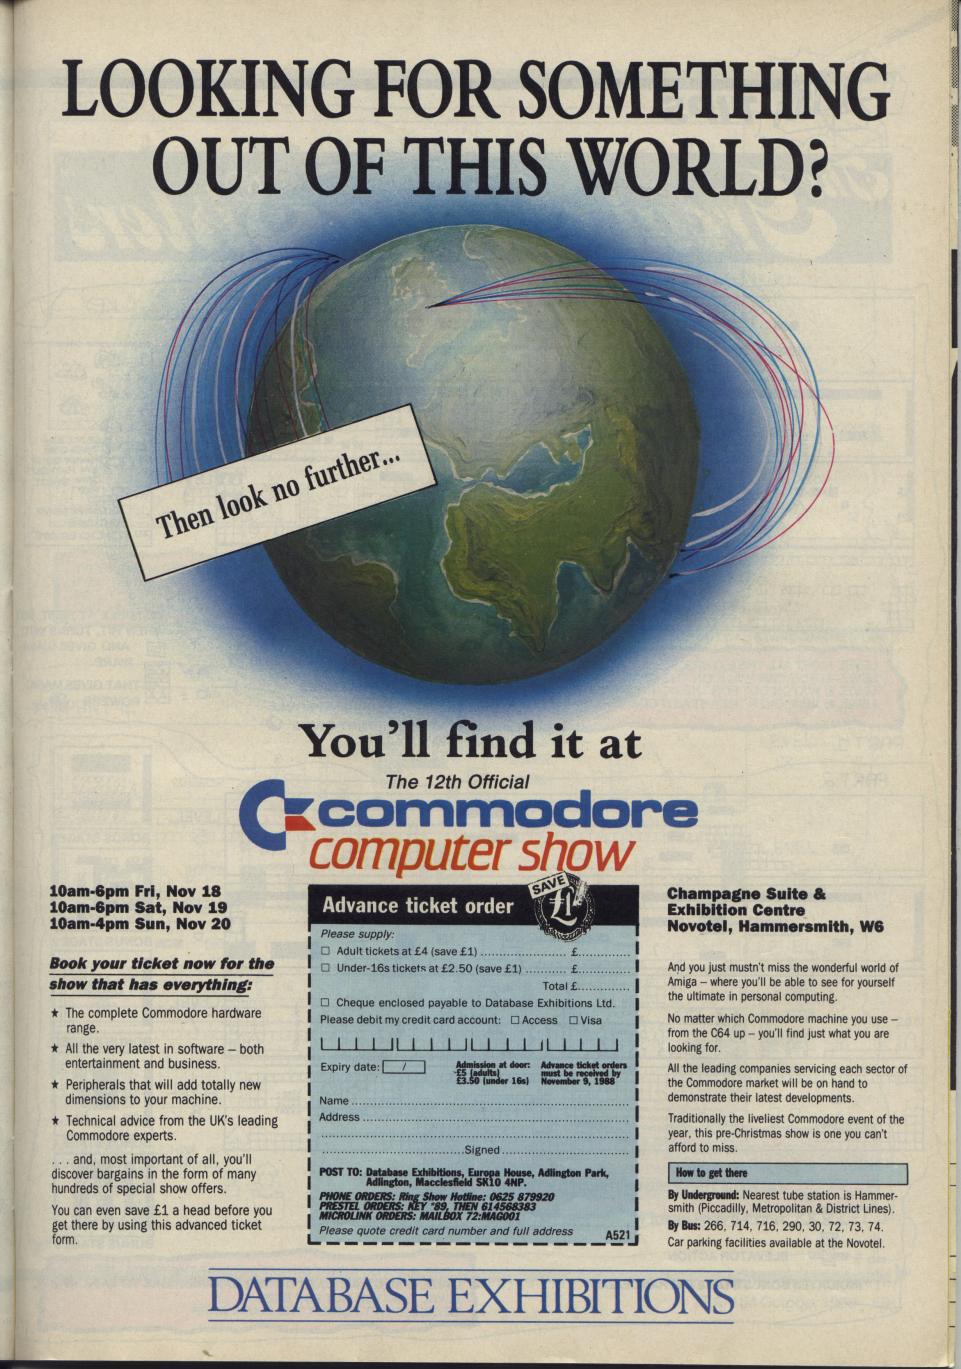 LOOKING FOR SOMETHING
OUT OF THIS WORLD?
Then look no further...
You'll find it at
The 12th Official
commodore
computer show
10am-6pm Fri, Nov 18
10am-6pm Sat, Nov 19
10am-4pm Sun, Nov 20
Book your ticket now for the
show that has everything:
★ The complete Commodore hardware
range.
★ All the very latest in software – both
entertainment and business.
★ Peripherals that will add totally new
dimensions to your machine.
★ Technical advice from the UK's leading
Commodore experts.
. . . and, most important of all, you'll
discover bargains in the form of many
hundreds of special show offers.
You can even save £1 a head before you
get there by using this advanced ticket
form.
Advance ticket order
SAVE
£1
Please supply:
☐ Adult tickets at £4 (save £1) ..................... £..............
☐ Under-16s tickets at £2.50 (save £1) ........... £..............
Total £..............
☐ Cheque enclosed payable to Database Exhibitions Ltd.
Please debit my credit card account: ☐ Access ☐ Visa
Expiry date: /
Admission at door:
£5 (adults)
£3.50 (under 16s)
Advance ticket orders
must be received by
November 9, 1988
Name ..............................................................
Address ..............................................................
..............................................................
....................................Signed....................................
POST TO: Database Exhibitions, Europa House, Adlington Park,
Adlington, Macclesfield SK10 4NP.
PHONE ORDERS: Ring Show Hotline: 0625 879920
PRESTEL ORDERS: KEY *89, THEN 614568383
MICROLINK ORDERS: MAILBOX 72:MAG001
Please quote credit card number and full address
A521
Champagne Suite &
Exhibition Centre
Novotel, Hammersmith, W6
And you just mustn't miss the wonderful world of
Amiga – where you'll be able to see for yourself
the ultimate in personal computing.
No matter which Commodore machine you use –
from the C64 up – you'll find just what you are
looking for.
All the leading companies servicing each sector of
the Commodore market will be on hand to
demonstrate their latest developments.
Traditionally the liveliest Commodore event of the
year, this pre-Christmas show is one you can't
afford to miss.
How to get there
By Underground: Nearest tube station is Hammer-
smith (Piccadilly, Metropolitan & District Lines).
By Bus: 266, 714, 716, 290, 30, 72, 73, 74.
Car parking facilities available at the Novotel.
DATABASE EXHIBITIONS